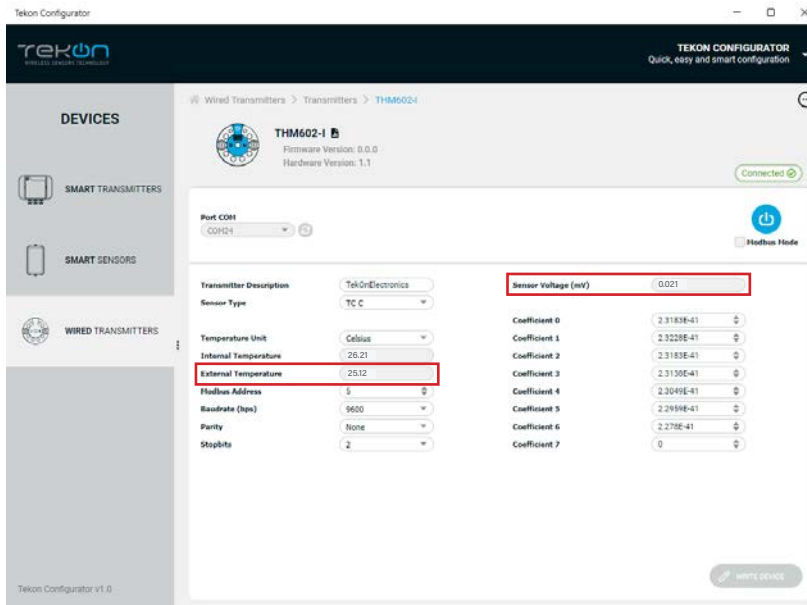 Tekon Configurator
TEKON
WIRELESS SENSORS TECHNOLOGY
TEKON CONFIGURATOR
Quick, easy and smart configuration
DEVICES
SMART TRANSMITTERS
SMART SENSORS
WIRED TRANSMITTERS
Tekon Configurator v1.0
Wired Transmitters > Transmitters > THM602-I
THM602-I
Firmware Version: 0.0.0
Hardware Version: 1.1
Connected
Port COM
COM24
Modbus Mode
Transmitter Description TekOnElectronics
Sensor Type TC C
Temperature Unit Celsius
Internal Temperature 26.21
External Temperature 25.12
Modbus Address 5
Baudrate (bps) 9600
Parity None
Stopbits 2
Sensor Voltage (mV) 0.021
Coefficient 0 2.3183E-41
Coefficient 1 2.3228E-41
Coefficient 2 2.3183E-41
Coefficient 3 2.3138E-41
Coefficient 4 2.3049E-41
Coefficient 5 2.2959E-41
Coefficient 6 2.278E-41
Coefficient 7 0
WRITE DEVICE